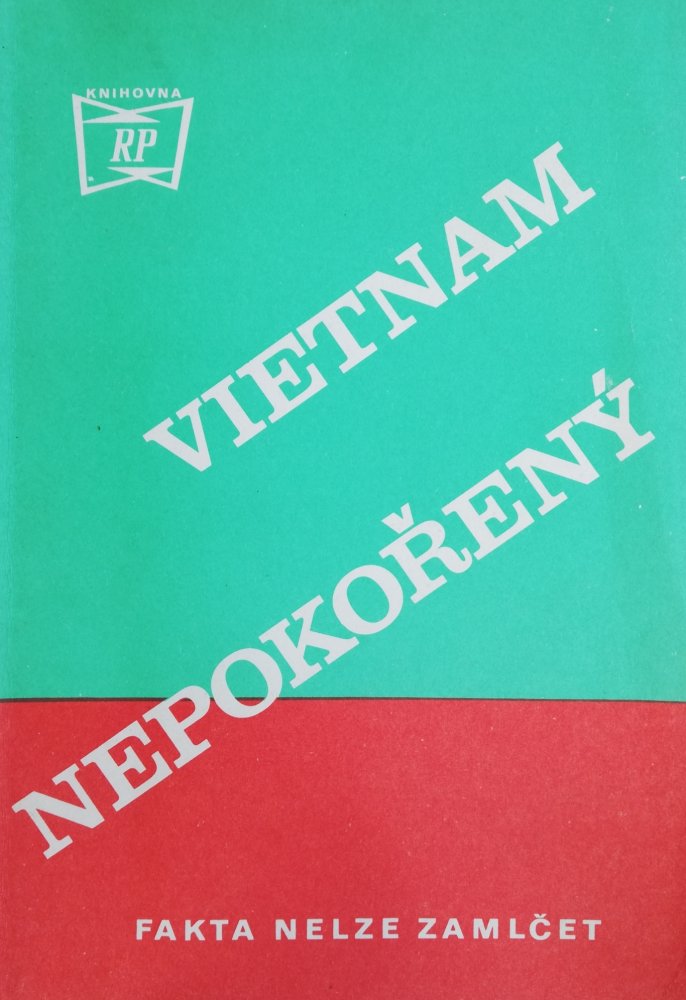 KNIHOVNA
RP
VIETNAM
NEPOKOŘENÝ
FAKTA NELZE ZAMLČET